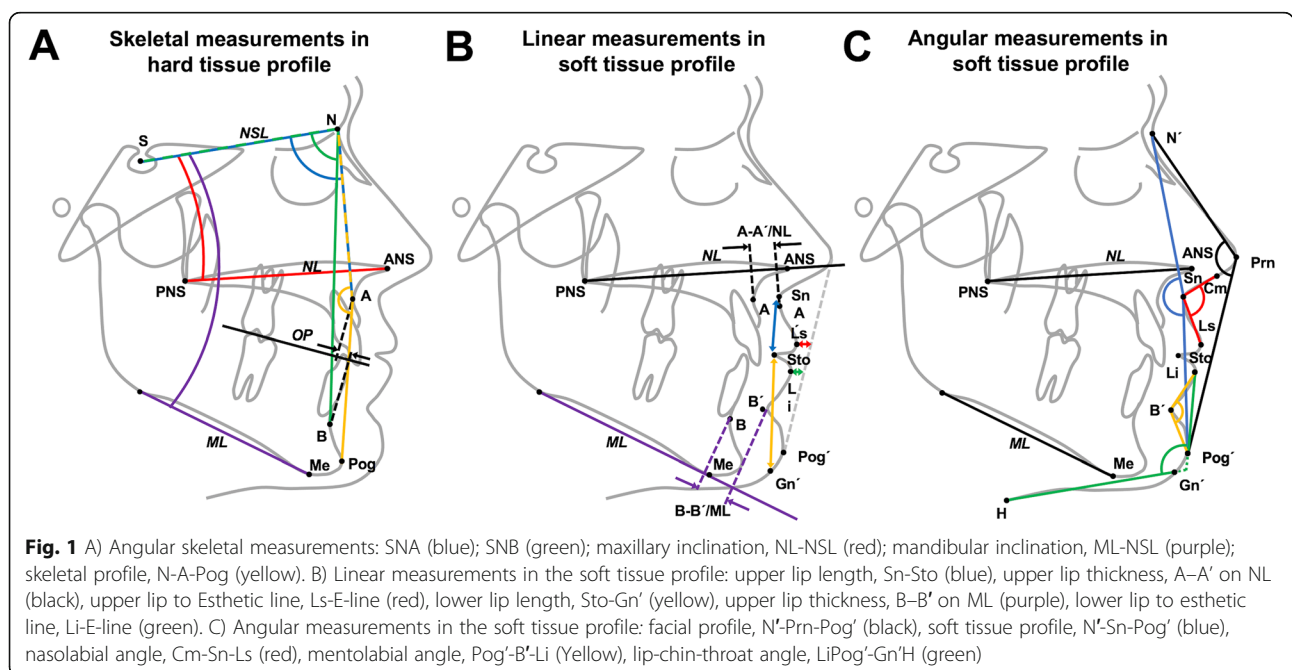 A Skeletal measurements in
hard tissue profile
S
N
NSL
NL
PNS
ANS
A
OP
B
ML
Me
Pog
B Linear measurements in
soft tissue profile
A-A´/NL
NL
ANS
PNS
A
Sn
A
´
Ls
Sto
L
i
B´
B
ML
Me
Pog´
Gn´
B-B´/ML
C Angular measurements in
soft tissue profile
N´
ANS
Prn
NL
Sn
Cm
PNS
Ls
Sto
Li
B´
ML
Me
Pog´
Gn´
H
Fig. 1 A) Angular skeletal measurements: SNA (blue); SNB (green); maxillary inclination, NL-NSL (red); mandibular inclination, ML-NSL (purple);
skeletal profile, N-A-Pog (yellow). B) Linear measurements in the soft tissue profile: upper lip length, Sn-Sto (blue), upper lip thickness, A–A’ on NL
(black), upper lip to Esthetic line, Ls-E-line (red), lower lip length, Sto-Gn’ (yellow), upper lip thickness, B–B′ on ML (purple), lower lip to esthetic
line, Li-E-line (green). C) Angular measurements in the soft tissue profile: facial profile, N′-Prn-Pog’ (black), soft tissue profile, N′-Sn-Pog’ (blue),
nasolabial angle, Cm-Sn-Ls (red), mentolabial angle, Pog’-B′-Li (Yellow), lip-chin-throat angle, LiPog’-Gn’H (green)